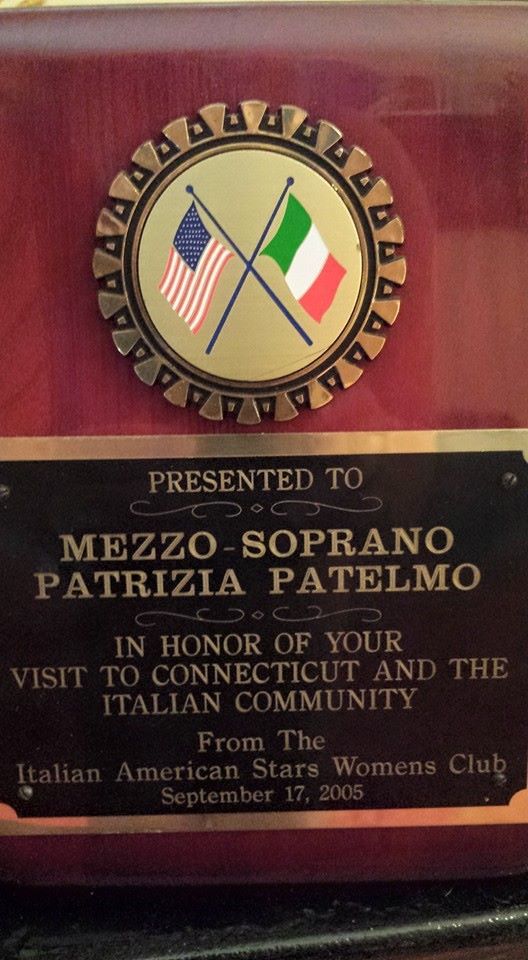 PRESENTED TO
MEZZO-SOPRANO
PATRIZIA PATELMO
IN HONOR OF YOUR
VISIT TO CONNECTICUT AND THE
ITALIAN COMMUNITY
From The
Italian American Stars Womens Club
September 17, 2005